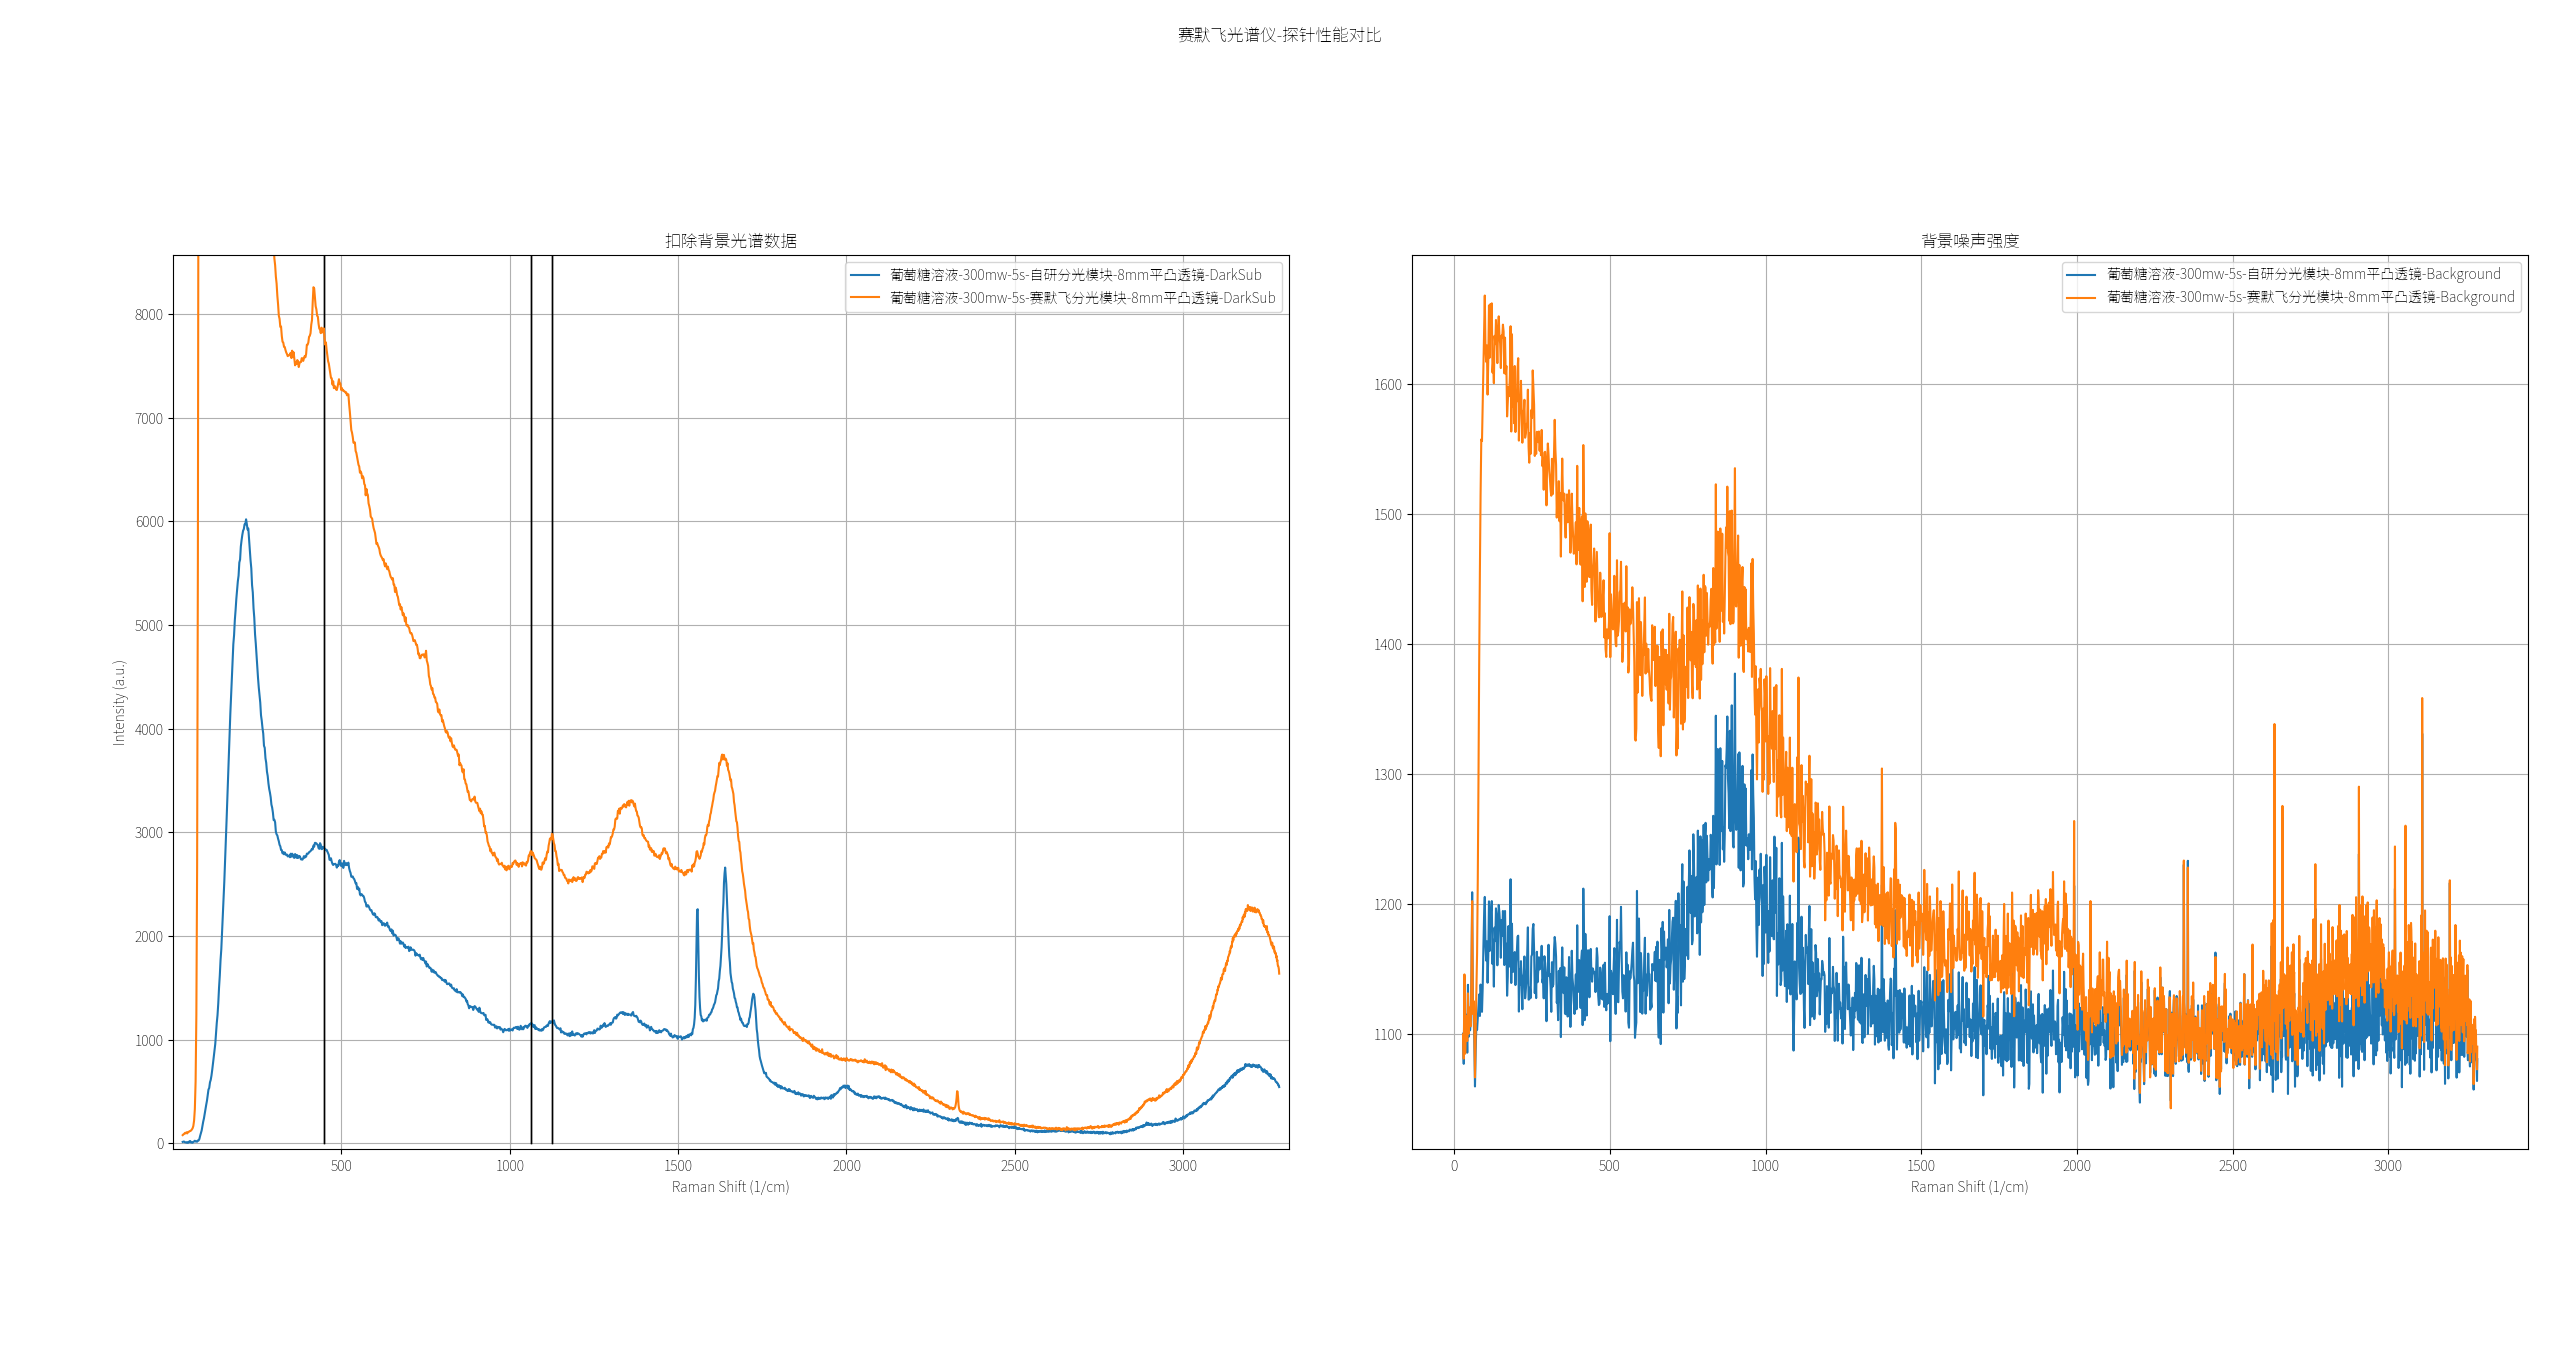 赛默飞光谱仪-探针性能对比
扣除背景光谱数据
葡萄糖溶液-300mw-5s-自研分光模块-8mm平凸透镜-DarkSub
葡萄糖溶液-300mw-5s-赛默飞分光模块-8mm平凸透镜-DarkSub
8000
7000
6000
5000
4000
3000
2000
1000
0
Intensity (a.u.)
500 1000 1500 2000 2500 3000
Raman Shift (1/cm)
背景噪声强度
葡萄糖溶液-300mw-5s-自研分光模块-8mm平凸透镜-Background
葡萄糖溶液-300mw-5s-赛默飞分光模块-8mm平凸透镜-Background
1600
1500
1400
1300
1200
1100
0 500 1000 1500 2000 2500 3000
Raman Shift (1/cm)